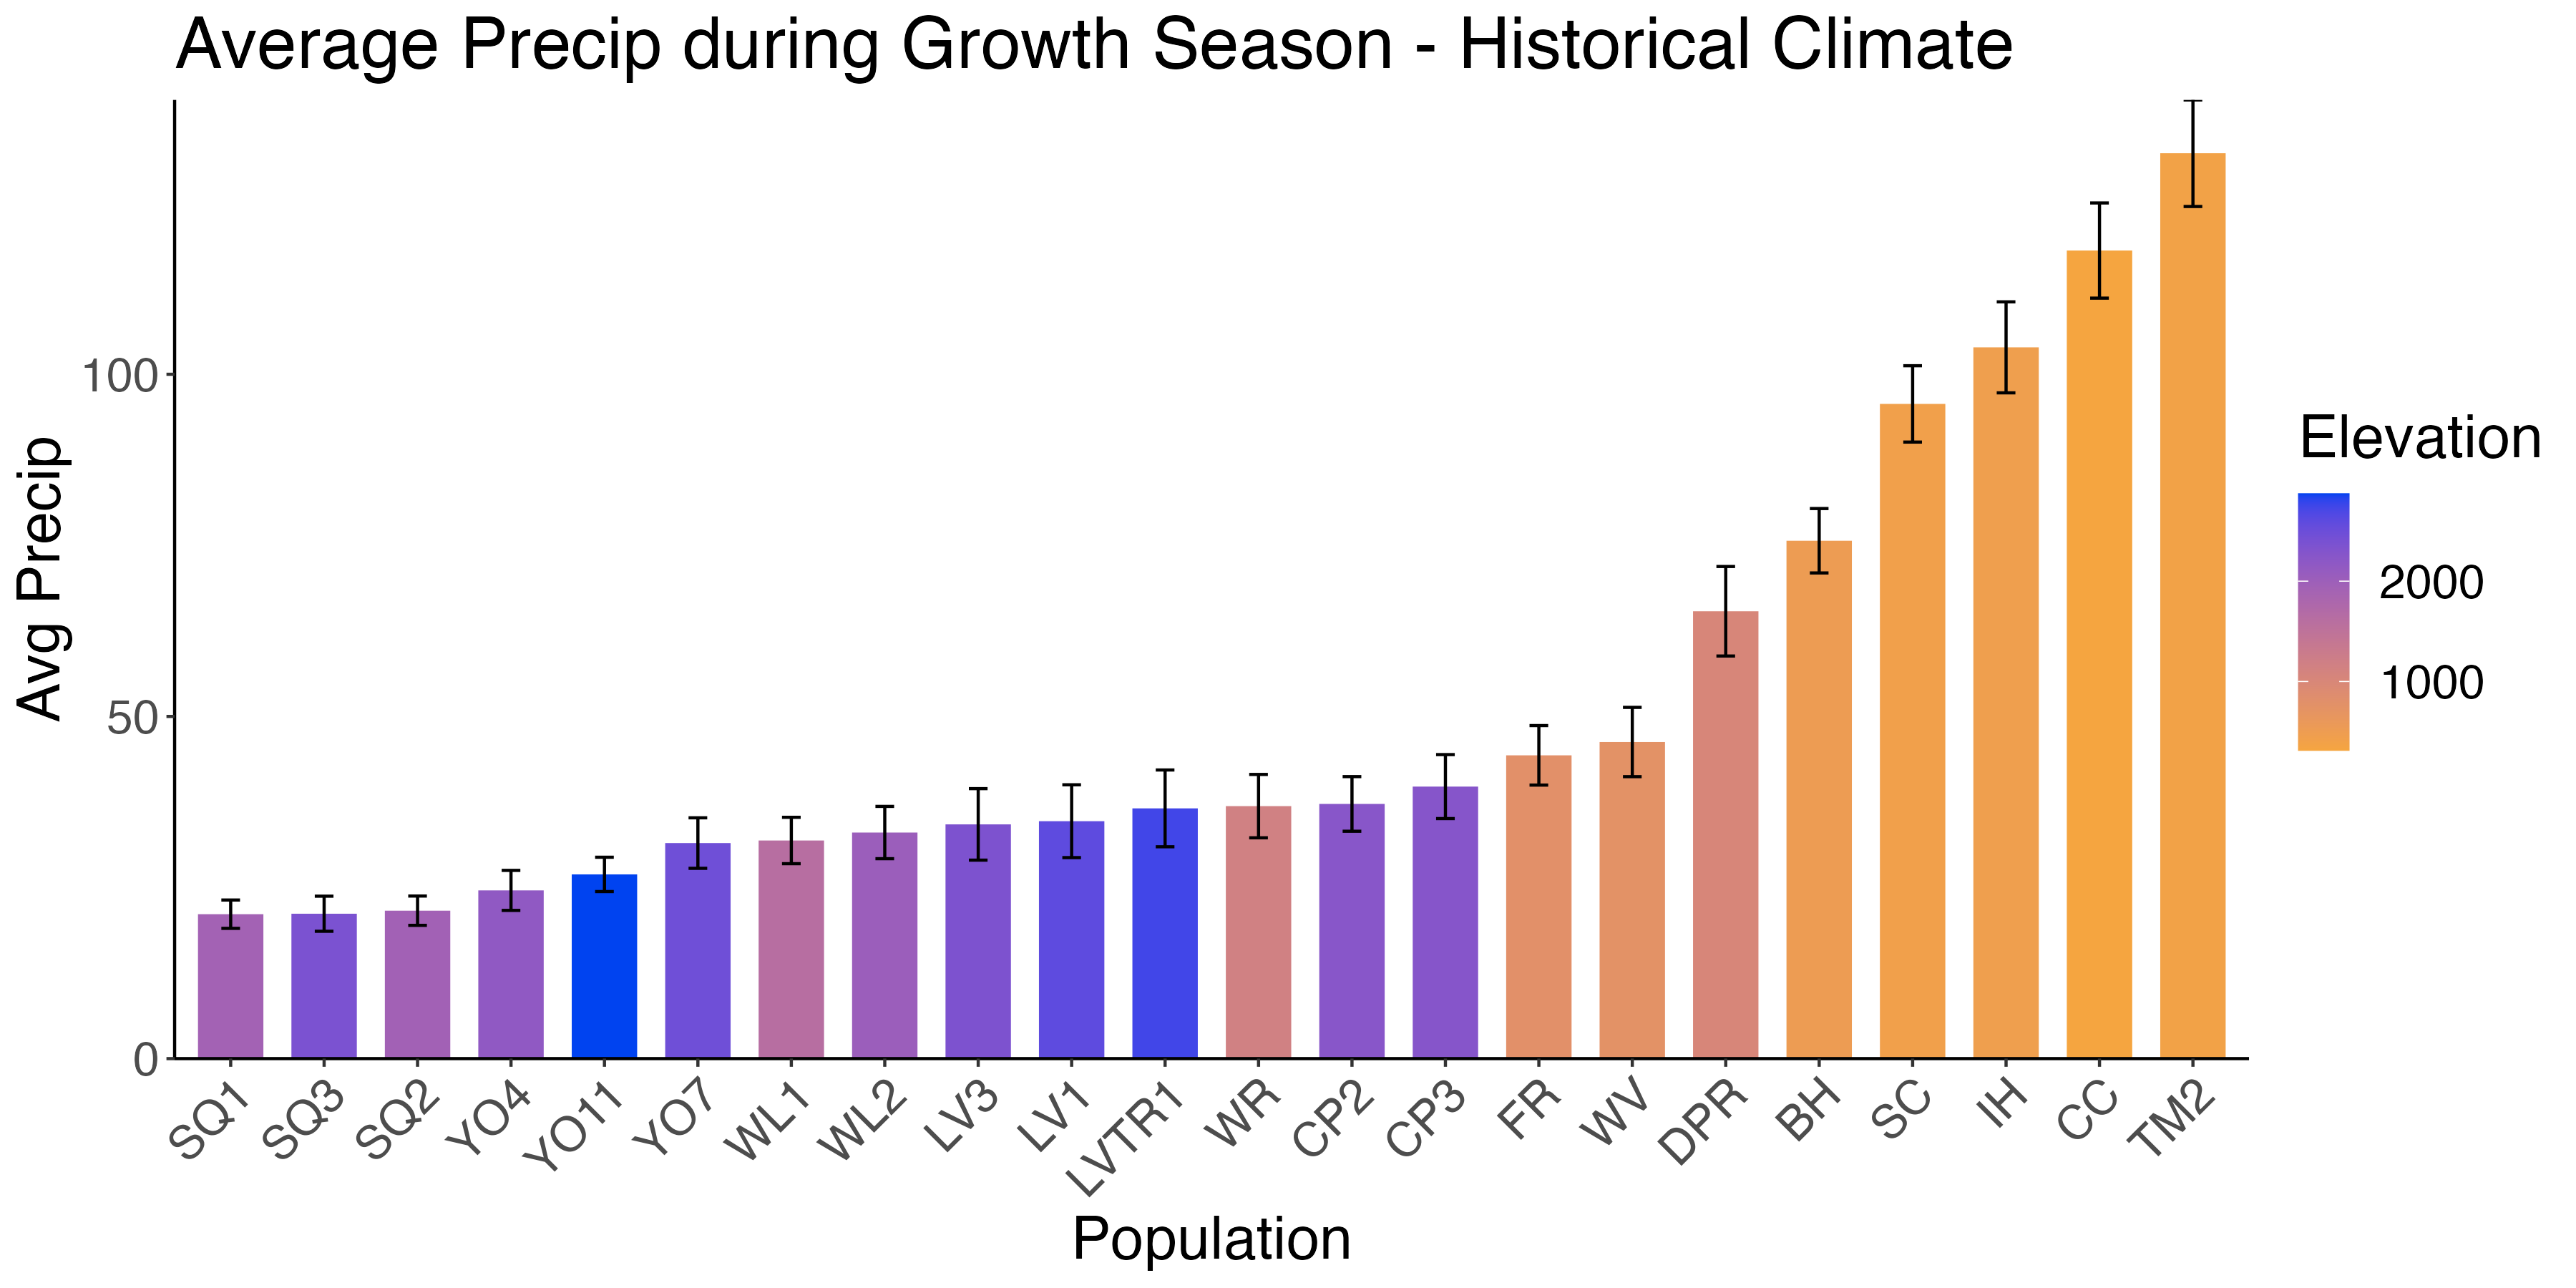 Average Precip during Growth Season - Historical Climate
Avg Precip
100
50
0
SQ1
SQ3
SQ2
YO4
YO11
YO7
WL1
WL2
LV3
LV1
LVTR1
WR
CP2
CP3
FR
WV
DPR
BH
SC
IH
CC
TM2
Population
Elevation
2000
1000